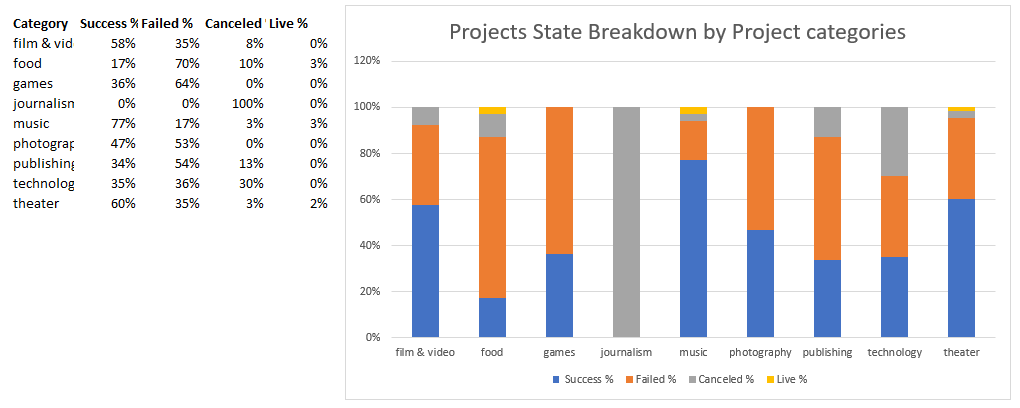 Category Success % Failed % Canceled Live %
film & vid 58% 35% 8% 0%
food 17% 70% 10% 3%
games 36% 64% 0% 0%
journalism 0% 0% 100% 0%
music 77% 17% 3% 3%
photograp 47% 53% 0% 0%
publishing 34% 54% 13% 0%
technolog 35% 36% 30% 0%
theater 60% 35% 3% 2%
Projects State Breakdown by Project categories
120%
100%
80%
60%
40%
20%
0%
film & video food games journalism music photography publishing technology theater
Success % Failed % Canceled % Live %